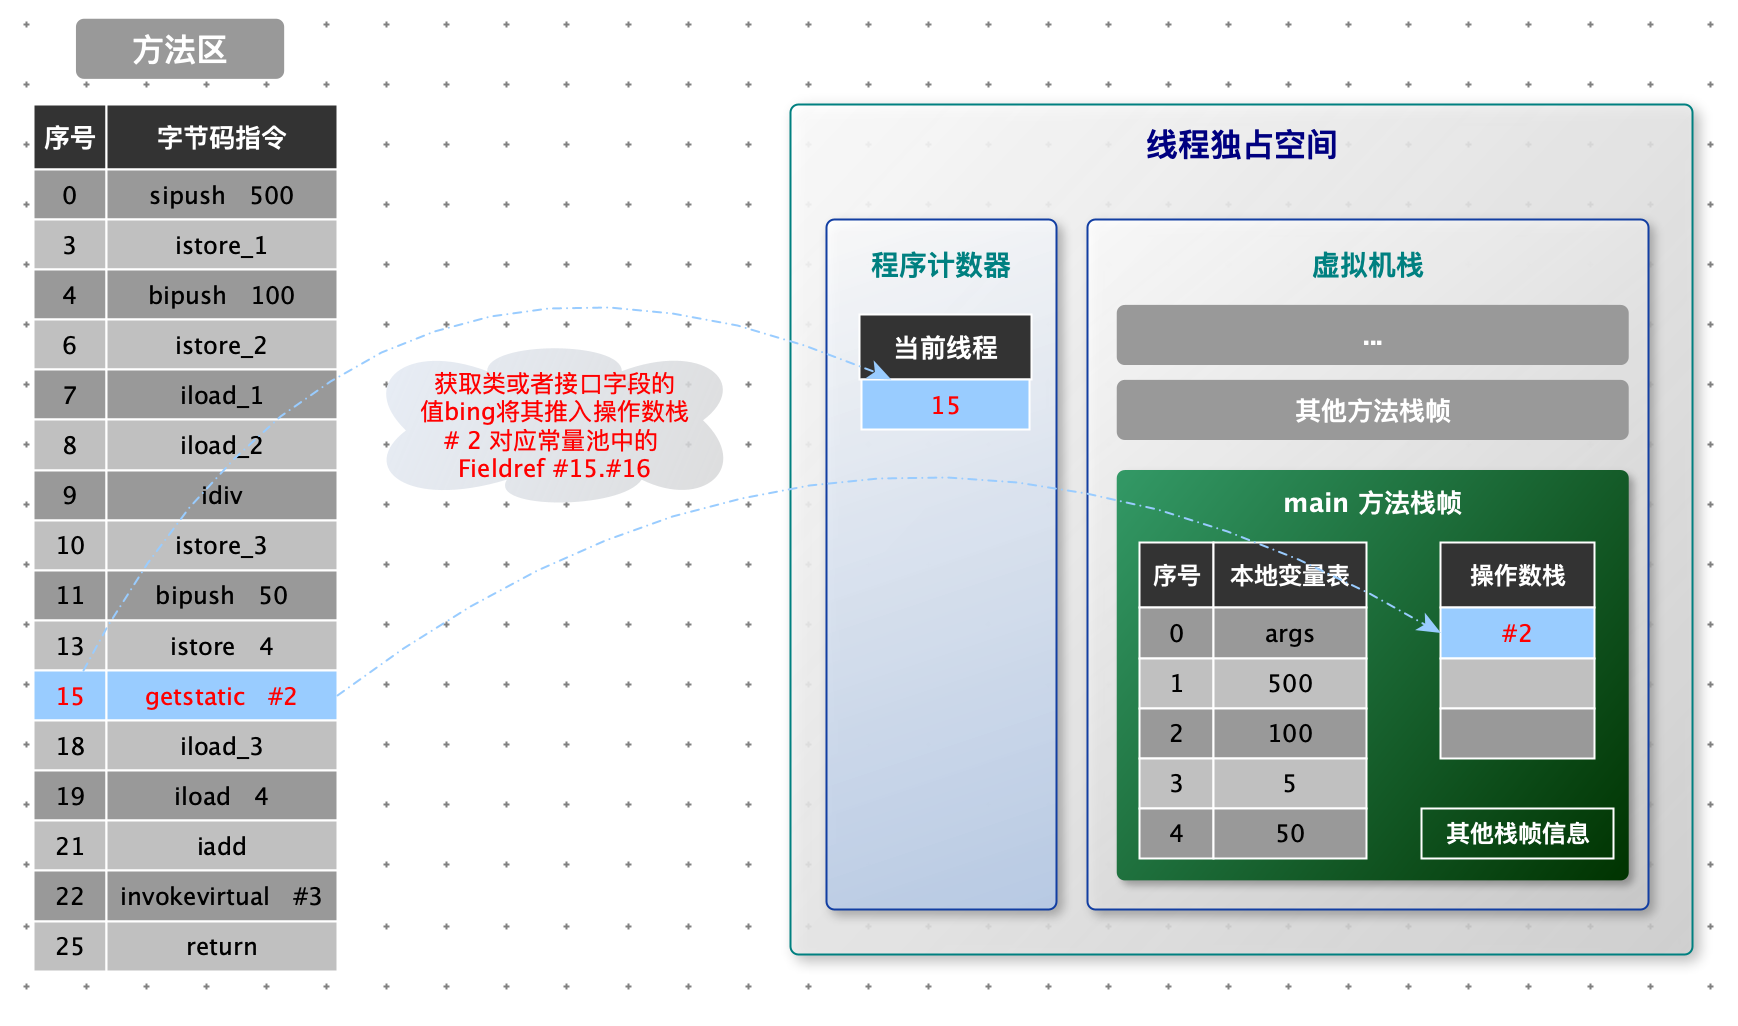 方法区
序号 字节码指令
0 sipush 500
3 istore_1
4 bipush 100
6 istore_2
7 iload_1
8 iload_2
9 idiv
10 istore_3
11 bipush 50
13 istore 4
15 getstatic #2
18 iload_3
19 iload 4
21 iadd
22 invokevirtual #3
25 return
获取类或者接口字段的
值bing将其推入操作数栈
# 2 对应常量池中的
Fieldref #15.#16
线程独占空间
程序计数器
当前线程
15
虚拟机栈
...
其他方法栈帧
main 方法栈帧
序号 本地变量表
0 args
1 500
2 100
3 5
4 50
操作数栈
#2
其他栈帧信息